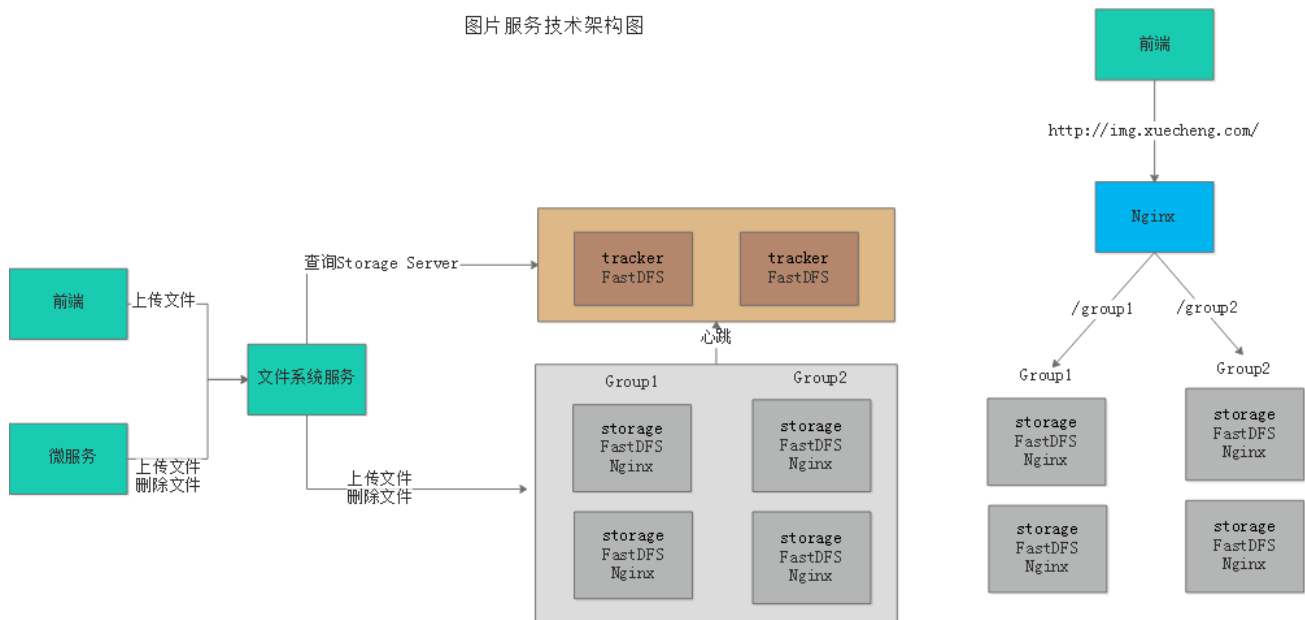 图片服务技术架构图
前端
http://img.xuecheng.com/
Nginx
/group1
/group2
Group1
Group2
storage
FastDFS
Nginx
storage
FastDFS
Nginx
storage
FastDFS
Nginx
storage
FastDFS
Nginx
前端
上传文件
微服务
上传文件
删除文件
文件系统服务
查询Storage Server
上传文件
删除文件
tracker
FastDFS
tracker
FastDFS
心跳
Group1
Group2
storage
FastDFS
Nginx
storage
FastDFS
Nginx
storage
FastDFS
Nginx
storage
FastDFS
Nginx